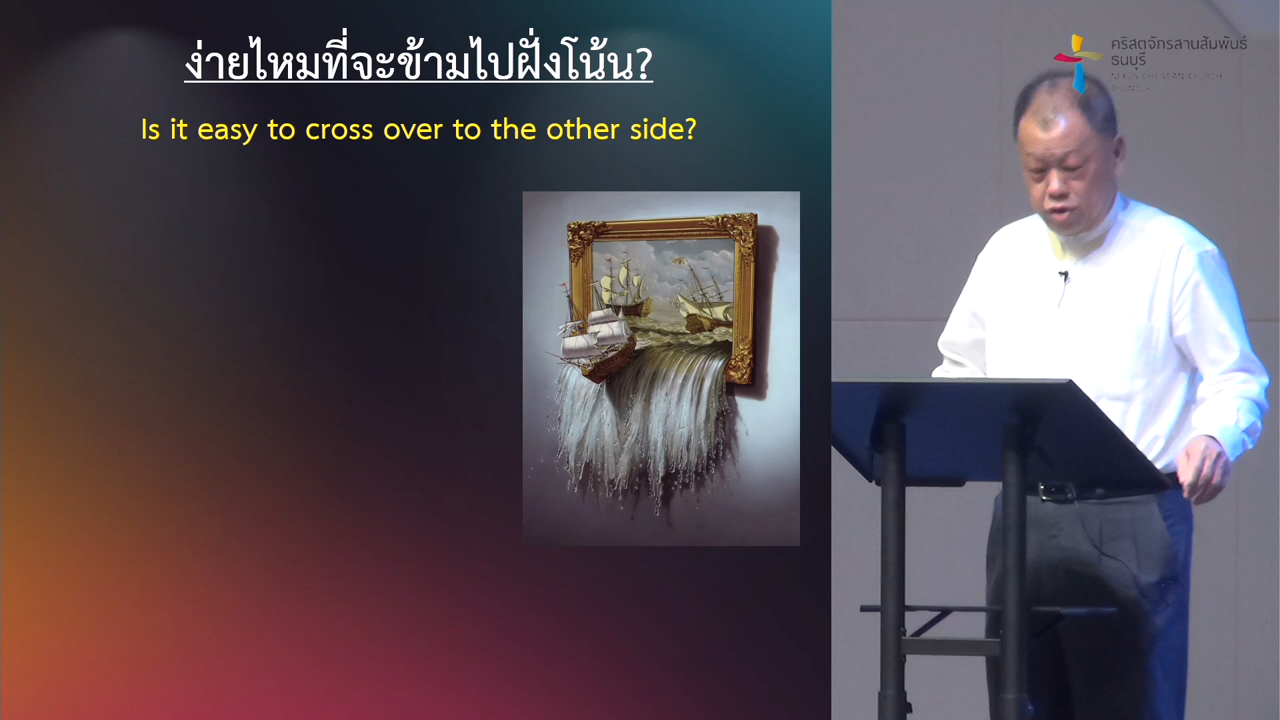 ง่ายไหมที่จะข้ามไปฝั่งโน้น?
Is it easy to cross over to the other side?
คริสตจักรสานสัมพันธ์
ธนบุรี